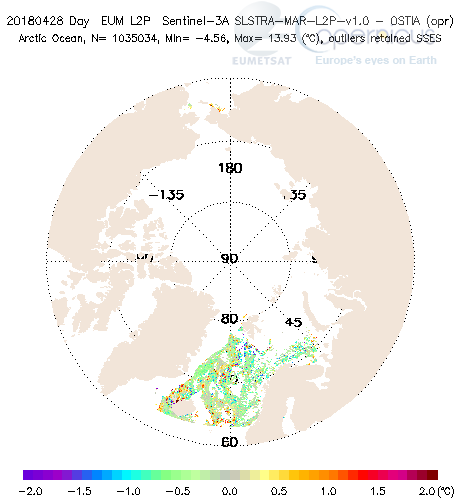 20180428 Day EUM L2P Sentinel-3A SLSTRA-MAR-L2P-v1.0 - OSTIA (opr)
Arctic Ocean, N= 1035034, Min= -4.56, Max= 13.93 (°C), outliers retained SSES
EUMETSAT
Copernicus
Europe's eyes on Earth
180
-135
90
80
45
60
-2.0 -1.5 -1.0 -0.5 0.0 0.5 1.0 1.5 2.0 (°C)